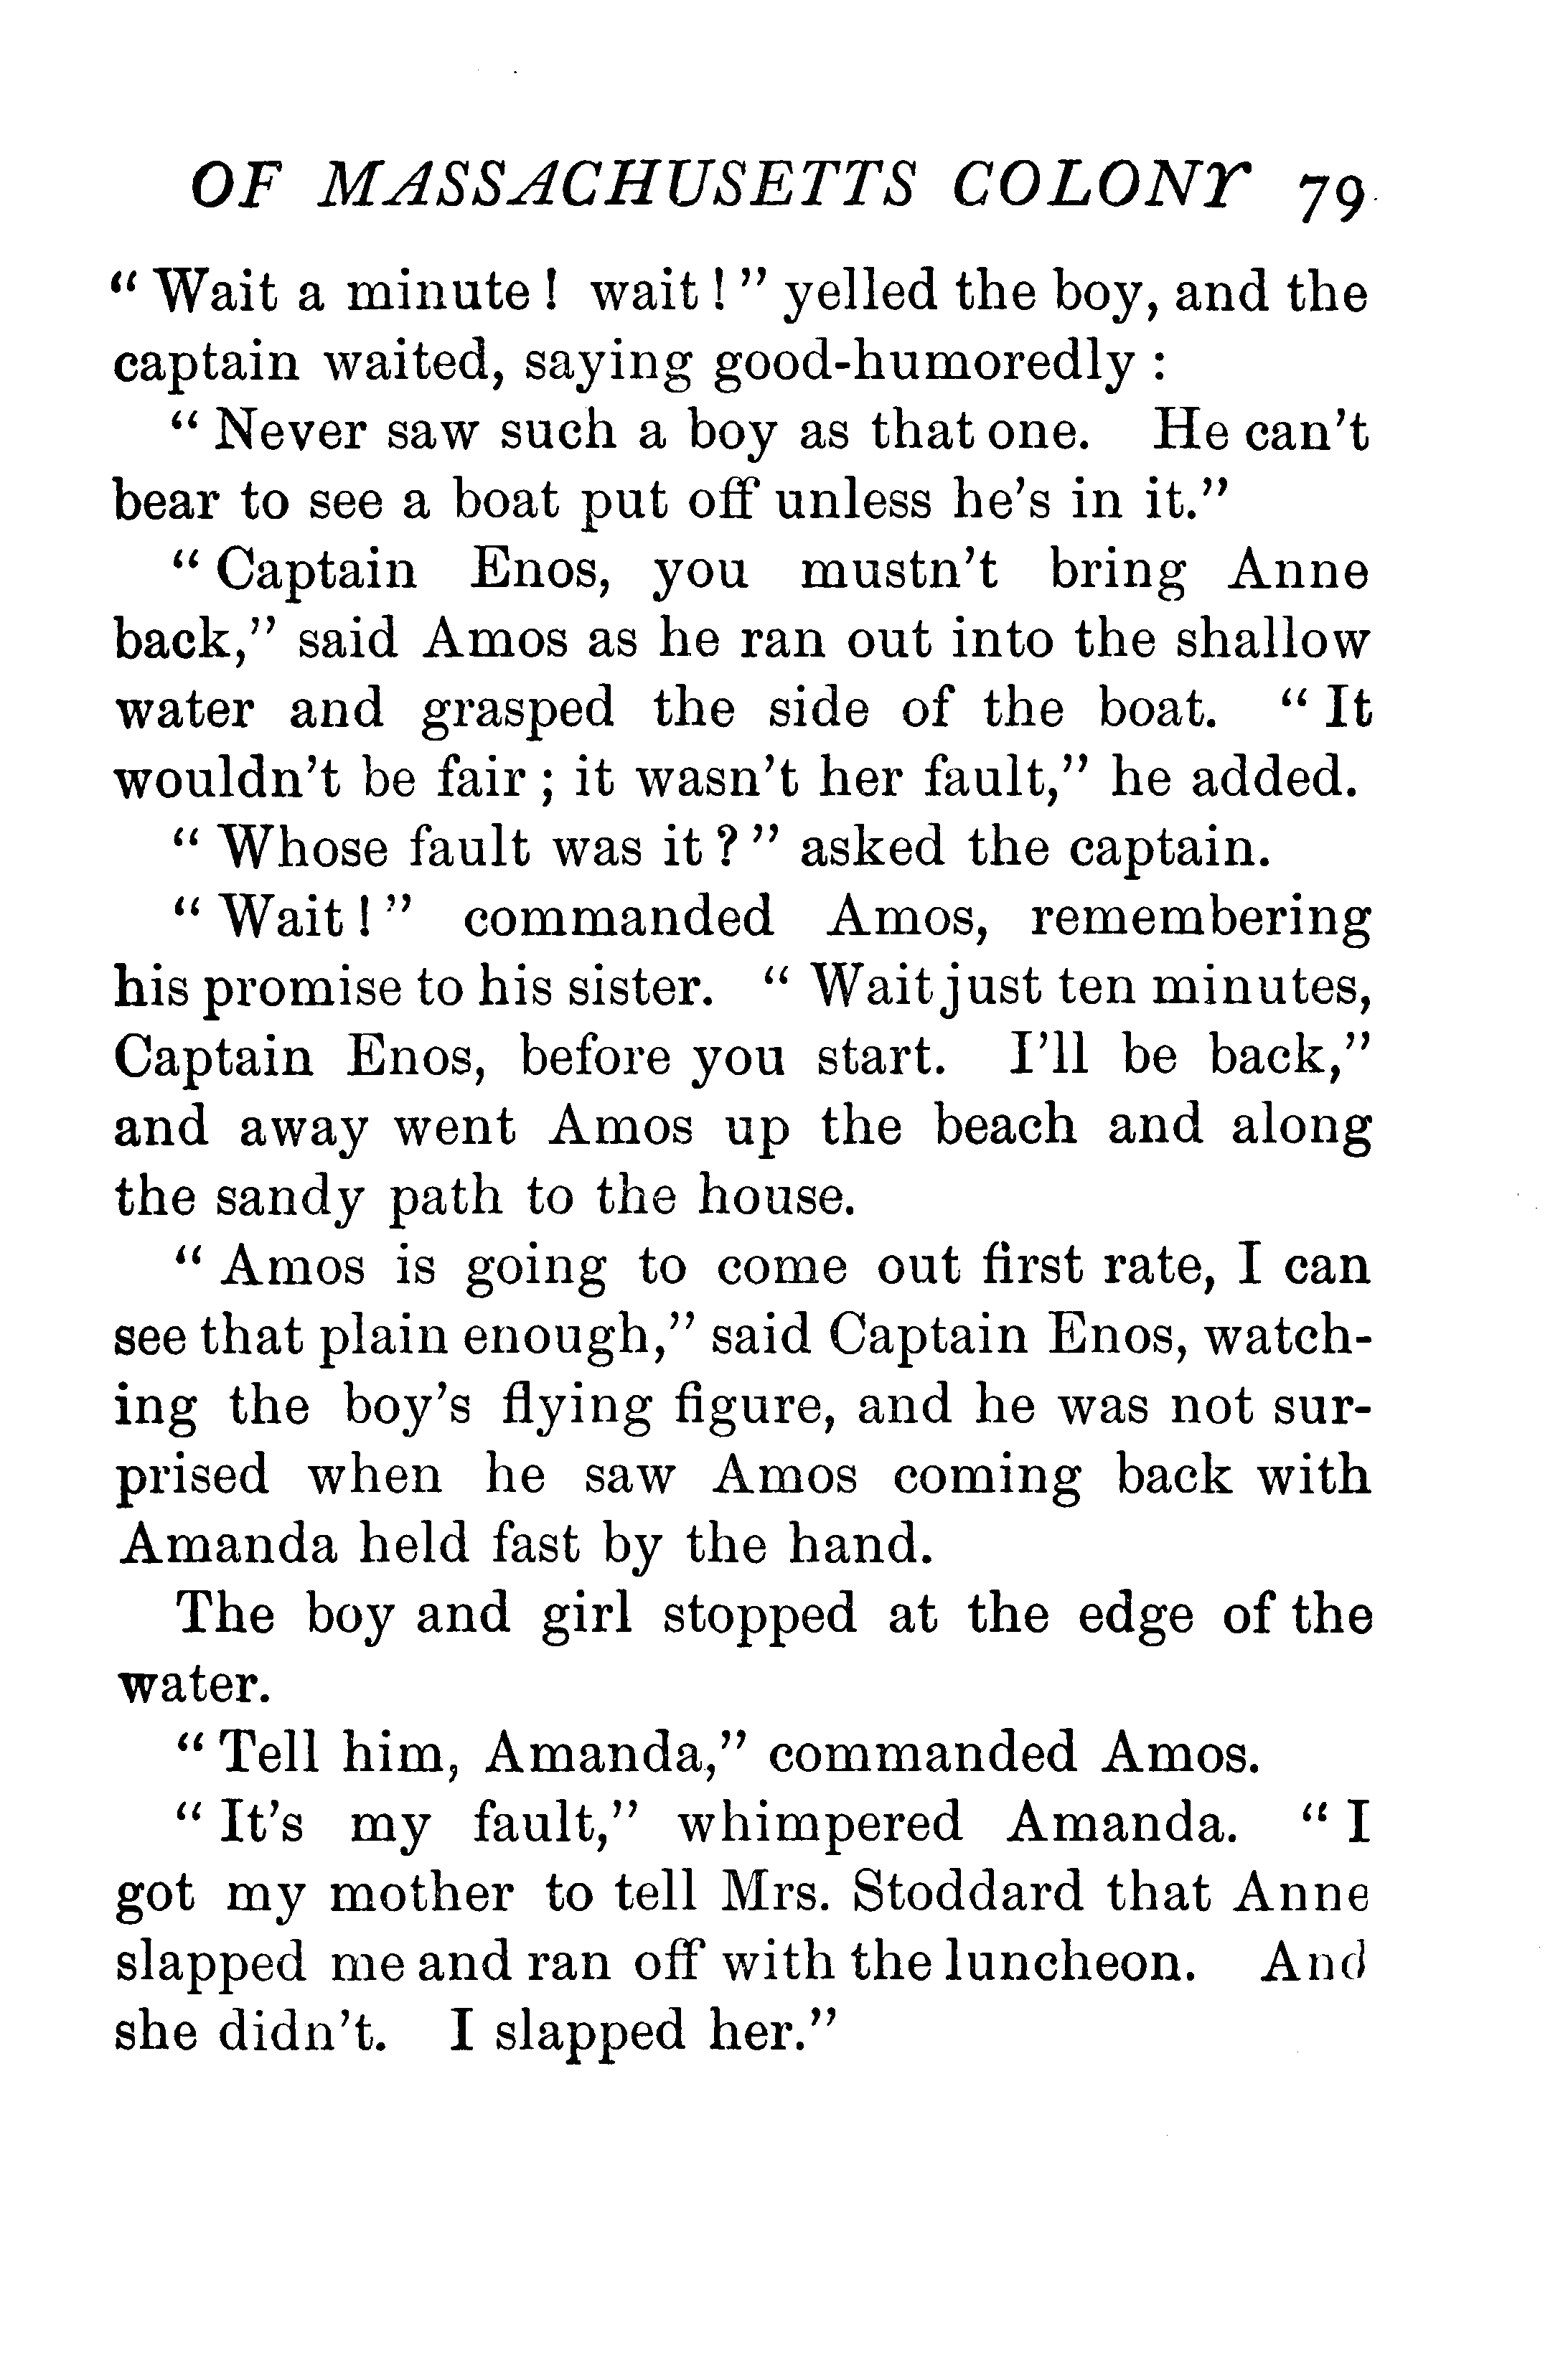 OF MASSACHUSETTS COLONY 79
“ Wait a minute ! wait ! ” yelled the boy, and the
captain waited, saying good-humoredly :
“ Never saw such a boy as that one. He can't
bear to see a boat put off unless he's in it.”
“ Captain Enos, you mustn't bring Anne
back,” said Amos as he ran out into the shallow
water and grasped the side of the boat. “ It
wouldn't be fair ; it wasn't her fault,” he added.
“ Whose fault was it ? ” asked the captain.
“ Wait ! ” commanded Amos, remembering
his promise to his sister. “ Wait just ten minutes,
Captain Enos, before you start. I'll be back,”
and away went Amos up the beach and along
the sandy path to the house.
“ Amos is going to come out first rate, I can
see that plain enough,” said Captain Enos, watch-
ing the boy's flying figure, and he was not sur-
prised when he saw Amos coming back with
Amanda held fast by the hand.
The boy and girl stopped at the edge of the
water.
“ Tell him, Amanda,” commanded Amos.
“ It's my fault,” whimpered Amanda. “ I
got my mother to tell Mrs. Stoddard that Anne
slapped me and ran off with the luncheon. And
she didn't. I slapped her.”